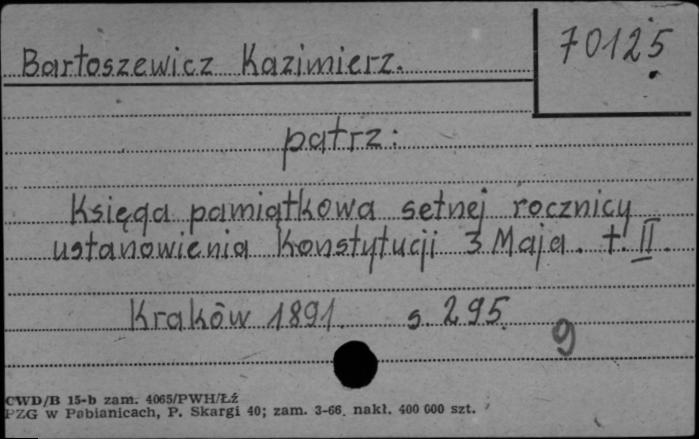 70125
Bartoszewicz Kazimierz.
patrz:
Księga pamiątkowa setnej rocznicy
ustanowienia Konstytucji 3 Maja. t. II.
Kraków 1891. s. 295.
9
CWD/B 15-b zam. 4065/PWH/Łź
PZG w Pabianicach, P. Skargi 40; zam. 3-66. nakł. 400 000 szt.